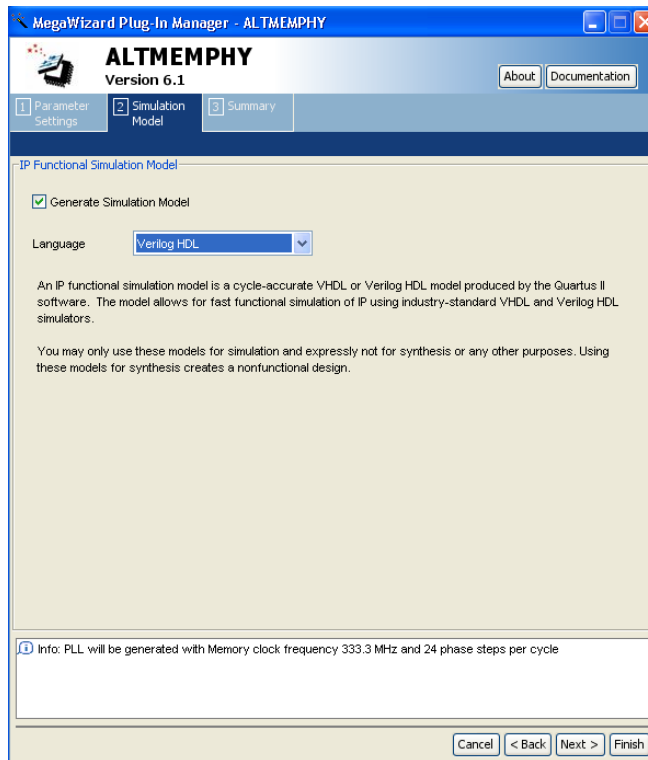 MegaWizard Plug-In Manager - ALTMEMPHY
ALTMEMPHY
Version 6.1
About
Documentation
1 Parameter Settings
2 Simulation Model
3 Summary
IP Functional Simulation Model
Generate Simulation Model
Language
Verilog HDL
An IP functional simulation model is a cycle-accurate VHDL or Verilog HDL model produced by the Quartus II
software. The model allows for fast functional simulation of IP using industry-standard VHDL and Verilog HDL
simulators.
You may only use these models for simulation and expressly not for synthesis or any other purposes. Using
these models for synthesis creates a nonfunctional design.
Info: PLL will be generated with Memory clock frequency 333.3 MHz and 24 phase steps per cycle
Cancel
< Back
Next >
Finish